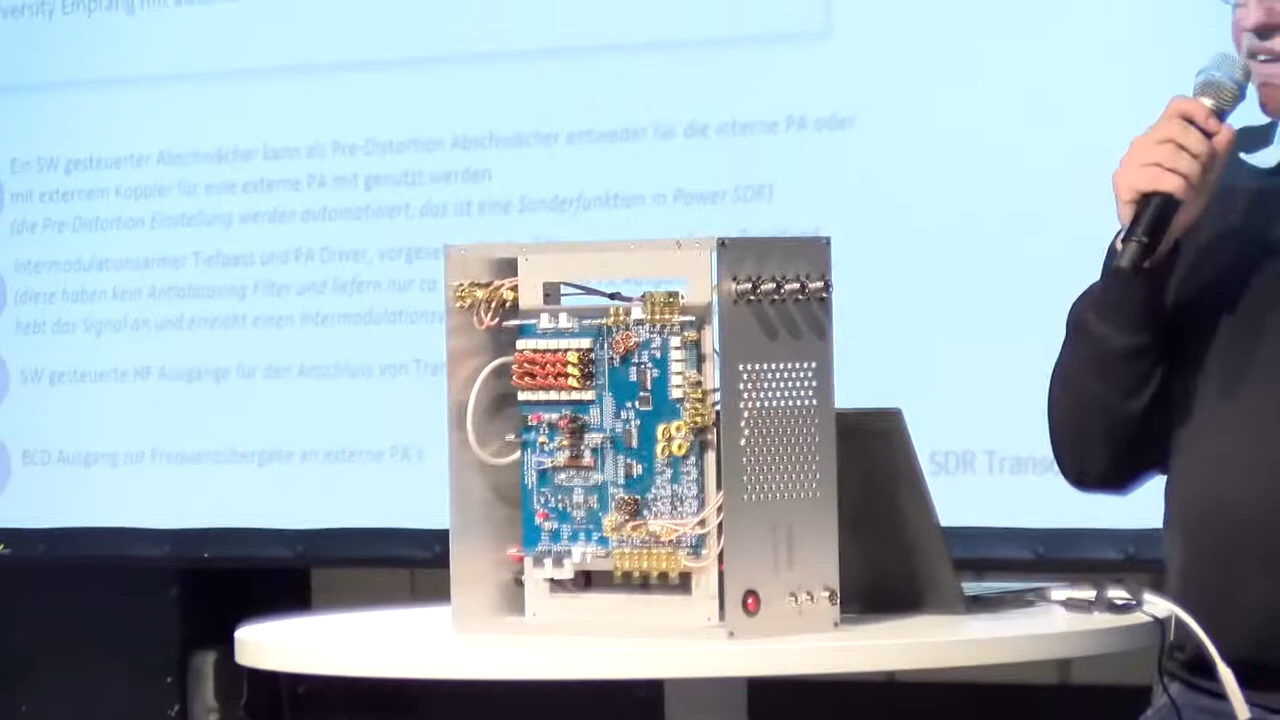 versity Empfang mit
Ein SW gesteuerter Abschwächer kann als Pre-Distortion Abschwächer entweder für die interne PA oder
mit externem Koppler für eine externe PA mit genutzt werden
(die Pre-Distortion Einstellung werden automatisiert, das ist eine Sonderfunktion in Power SDR)
Intermodulationsarmer Tiefpass und PA Driver, vorgese
(diese haben kein Antialiasing Filter und liefern nur ca.
hebt das Signal an und erreicht einen Intermodulations
SW gesteuerte HF Ausgänge für den Anschluss von Tran
BCD Ausgang zur Frequenzübergabe an externe PA's
SDR Transc